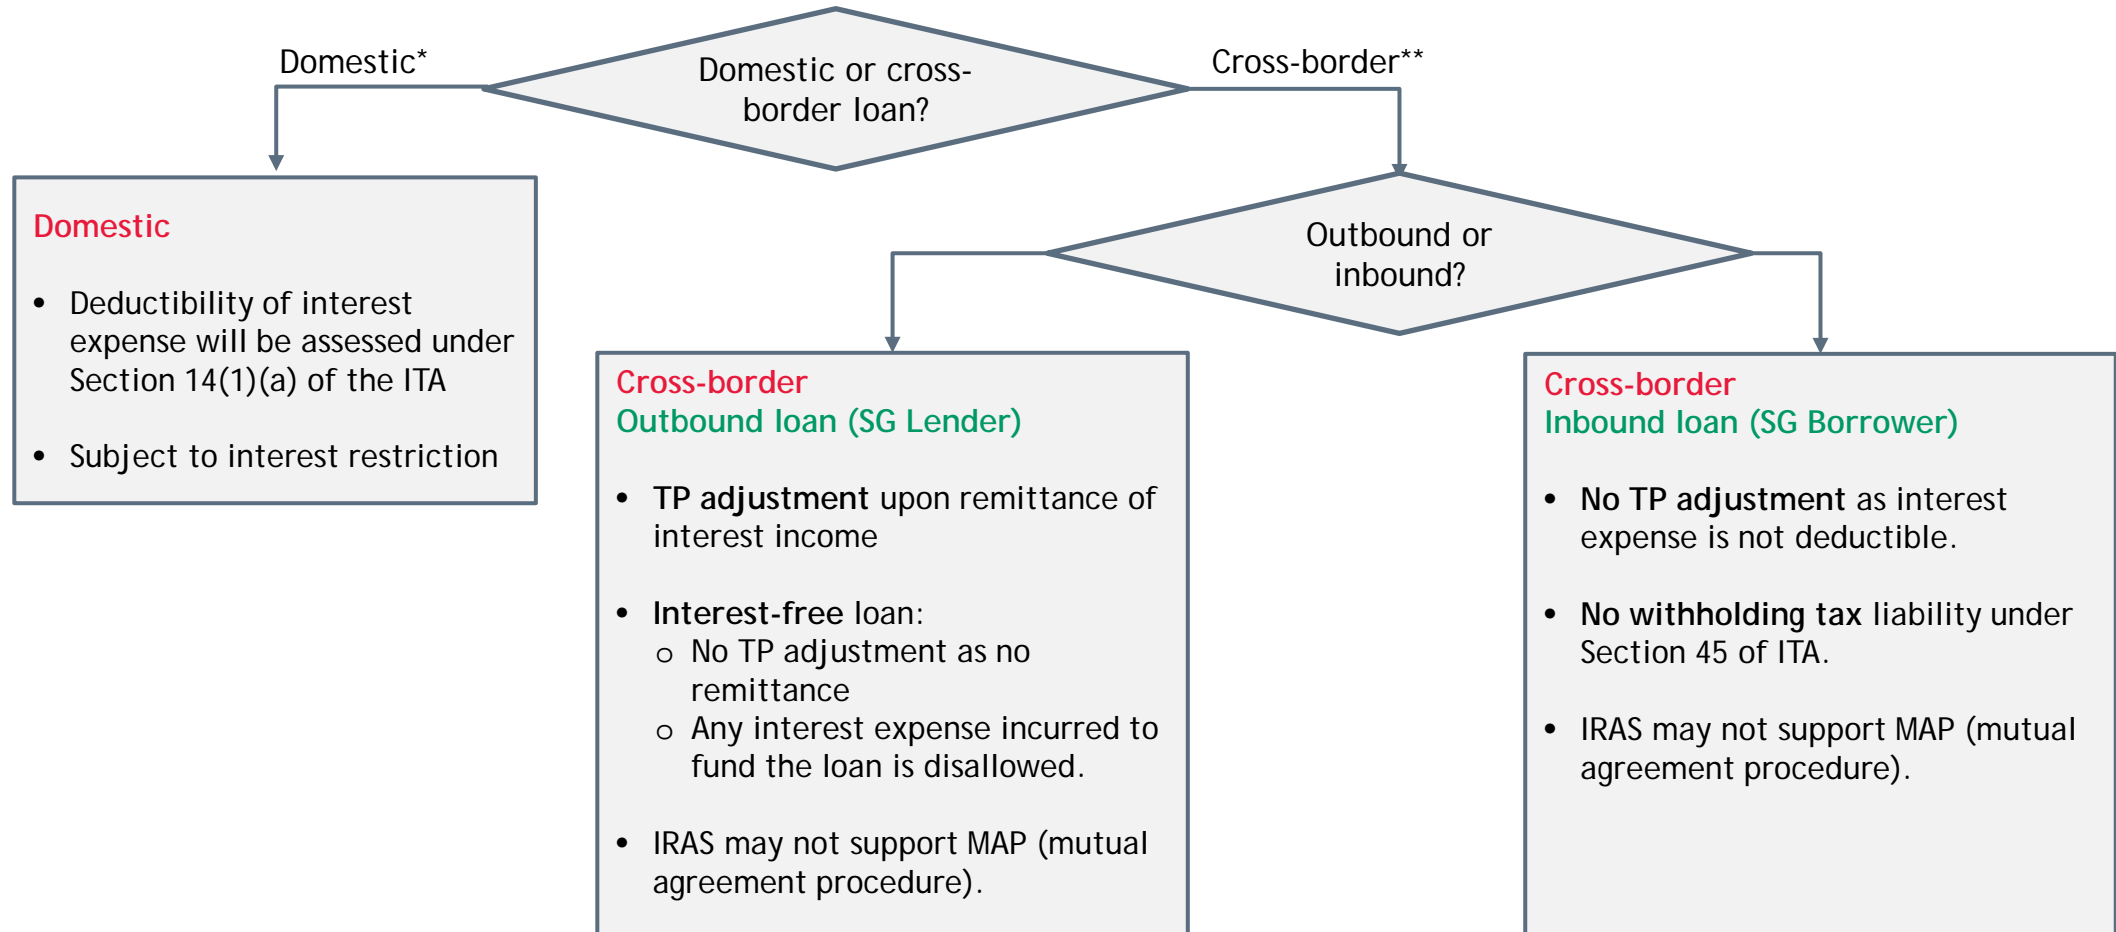 Domestic*
Domestic or cross-
border loan?
Cross-border**
Outbound or
inbound?
Domestic
• Deductibility of interest
expense will be assessed under
Section 14(1)(a) of the ITA
• Subject to interest restriction
Cross-border
Outbound loan (SG Lender)
• TP adjustment upon remittance of
interest income
• Interest-free loan:
o No TP adjustment as no
remittance
o Any interest expense incurred to
fund the loan is disallowed.
• IRAS may not support MAP (mutual
agreement procedure).
Cross-border
Inbound loan (SG Borrower)
• No TP adjustment as interest
expense is not deductible.
• No withholding tax liability under
Section 45 of ITA.
• IRAS may not support MAP (mutual
agreement procedure).